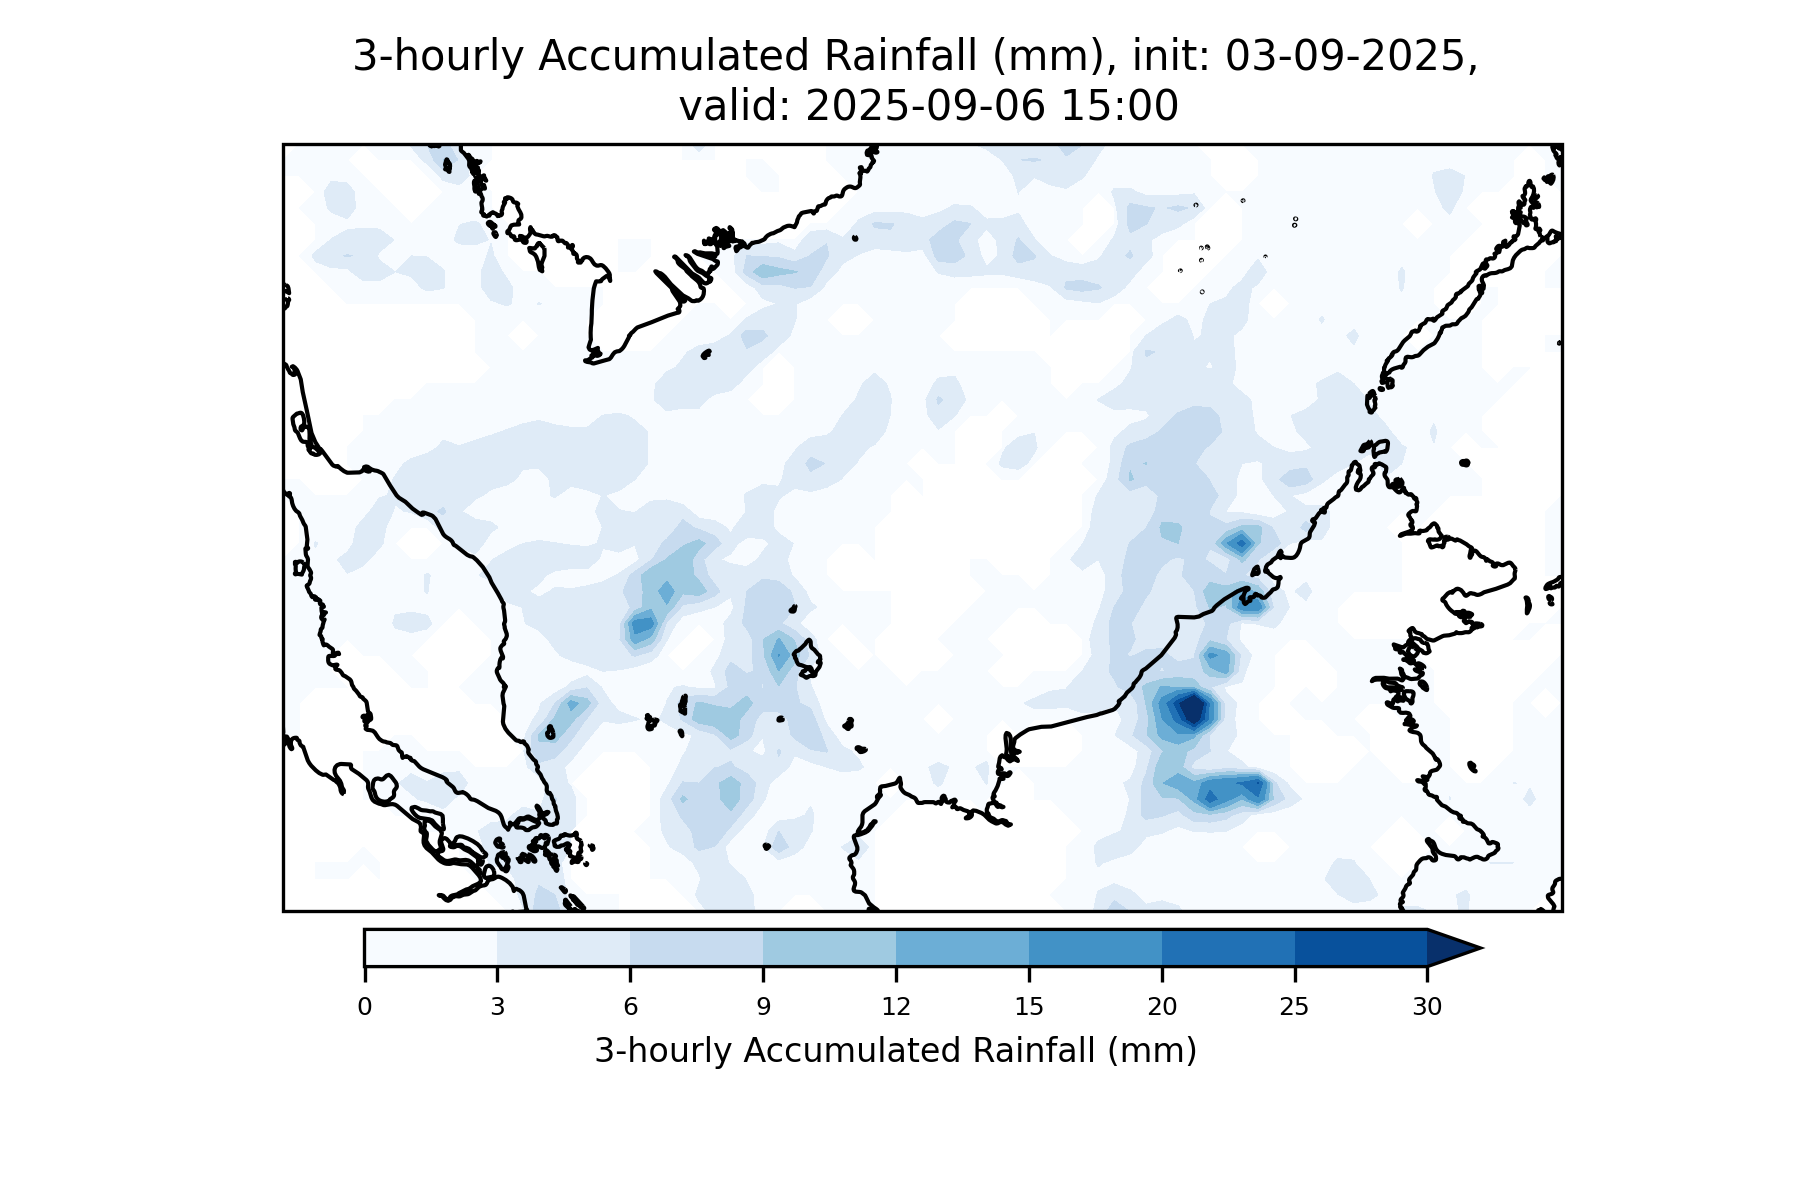 3-hourly Accumulated Rainfall (mm), init: 03-09-2025,
valid: 2025-09-06 15:00
0 3 6 9 12 15 20 25 30
3-hourly Accumulated Rainfall (mm)